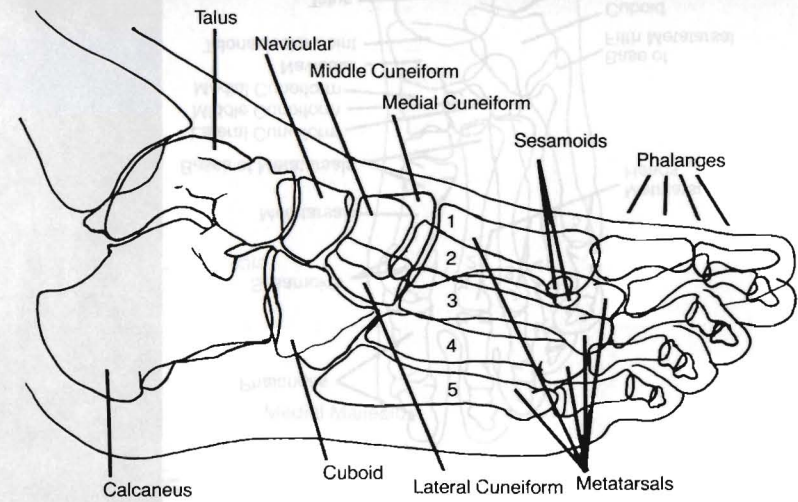 Talus
Navicular
Middle Cuneiform
Medial Cuneiform
Sesamoids
Phalanges
1
2
3
4
5
Calcaneus
Cuboid
Lateral Cuneiform
Metatarsals